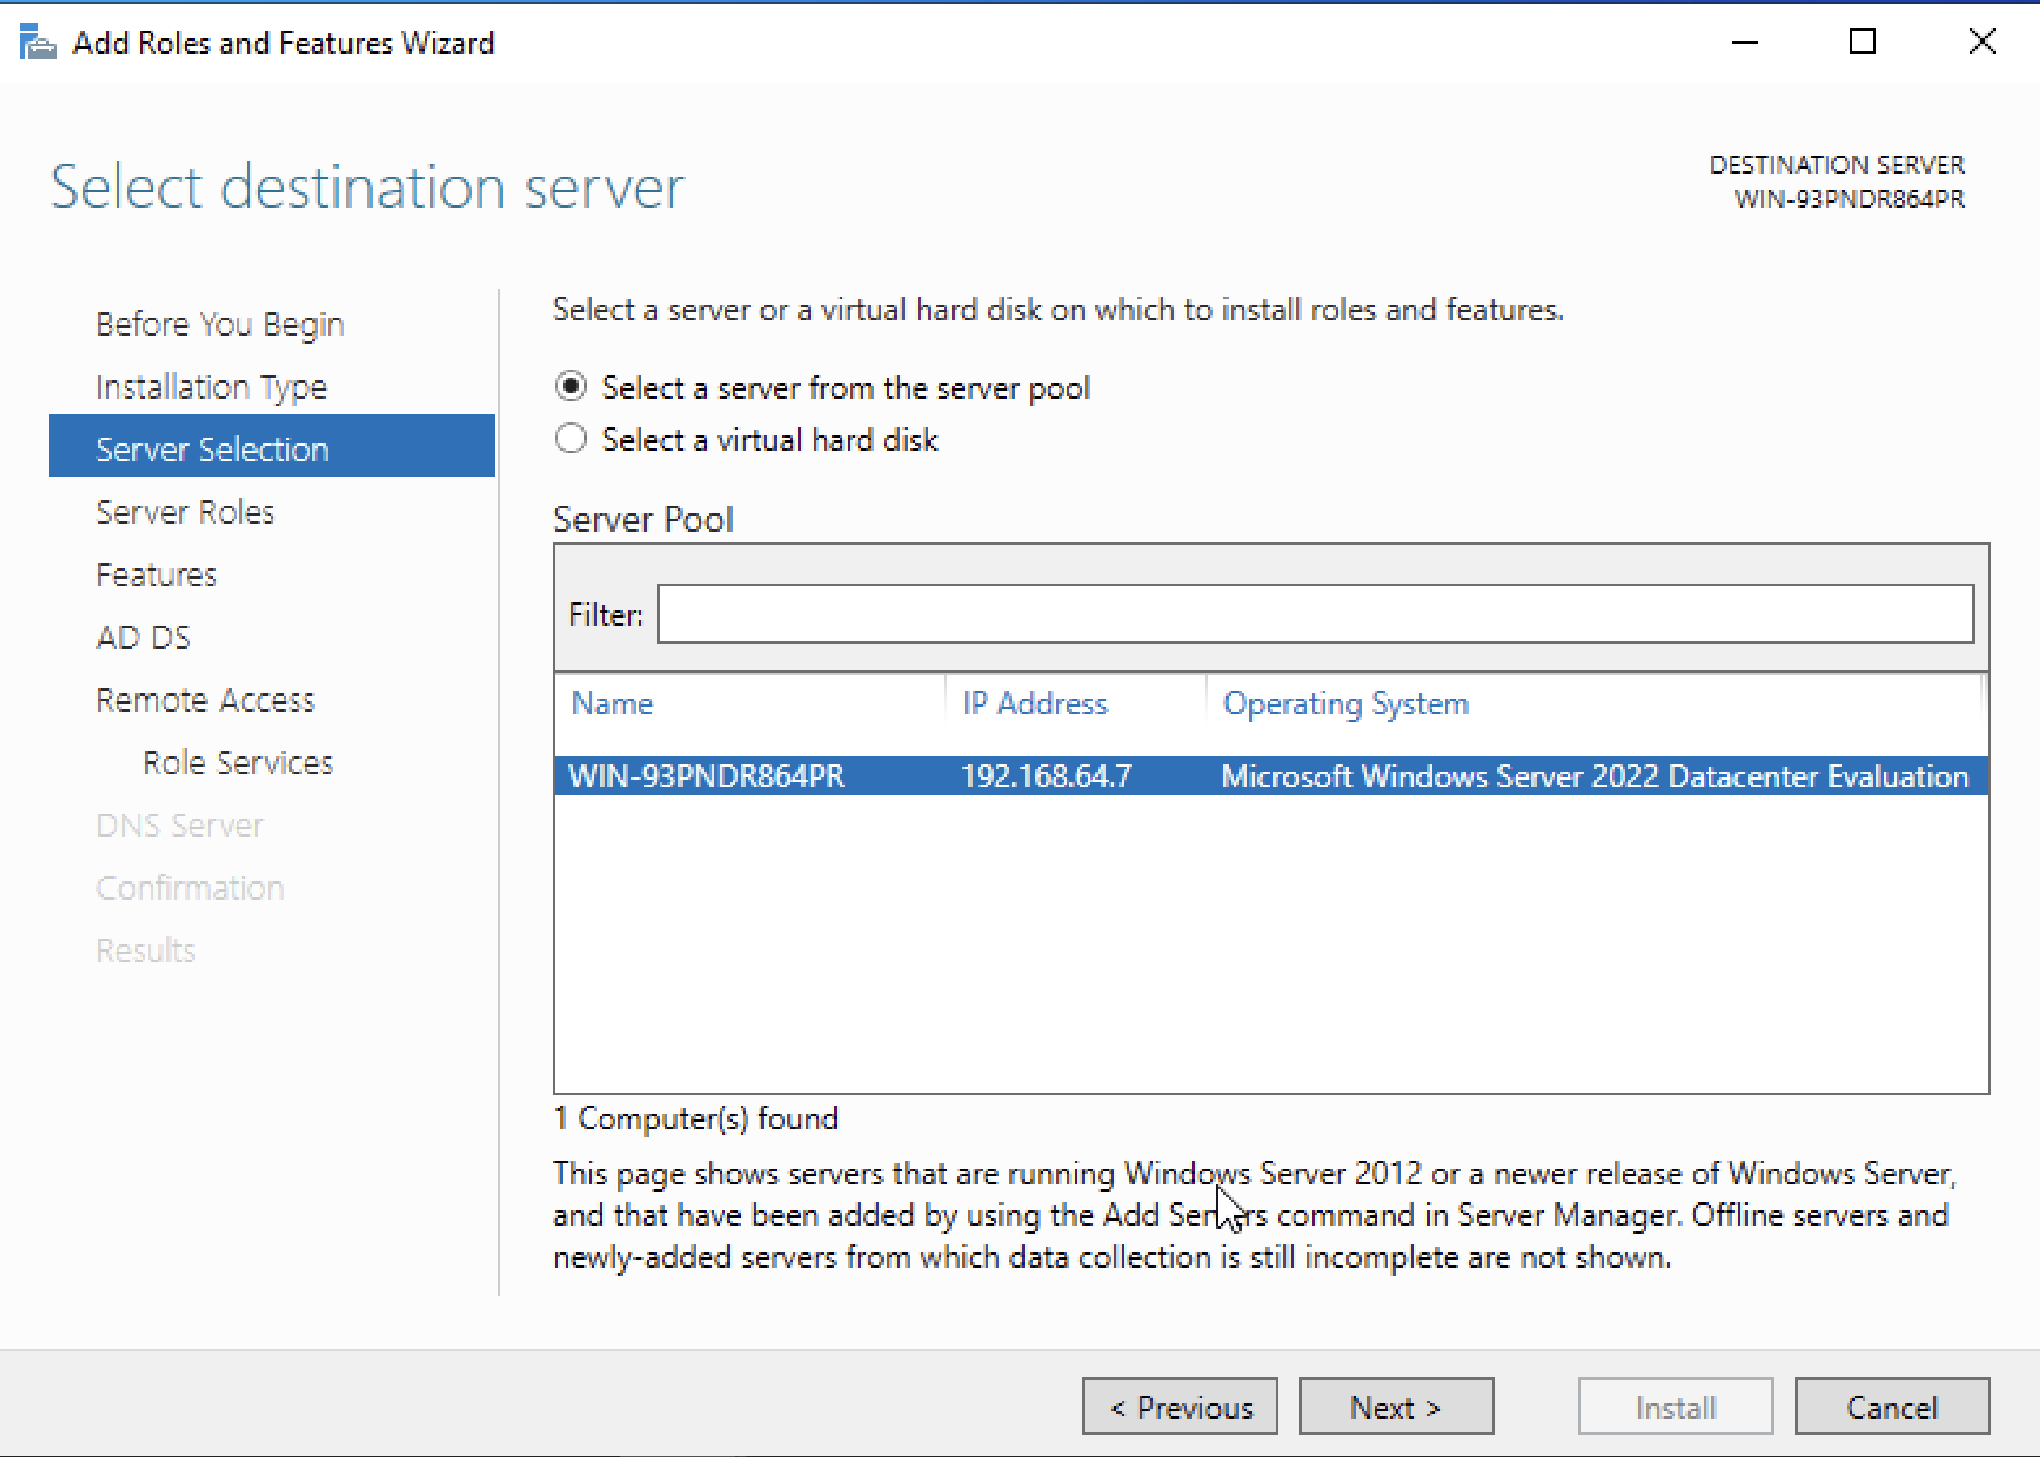 Add Roles and Features Wizard
Select destination server
DESTINATION SERVER
WIN-93PNDR864PR
Before You Begin
Installation Type
Server Selection
Server Roles
Features
AD DS
Remote Access
Role Services
DNS Server
Confirmation
Results
Select a server or a virtual hard disk on which to install roles and features.
Select a server from the server pool
Select a virtual hard disk
Server Pool
Filter:
Name IP Address Operating System
WIN-93PNDR864PR 192.168.64.7 Microsoft Windows Server 2022 Datacenter Evaluation
1 Computer(s) found
This page shows servers that are running Windows Server 2012 or a newer release of Windows Server,
and that have been added by using the Add Servers command in Server Manager. Offline servers and
newly-added servers from which data collection is still incomplete are not shown.
< Previous Next > Install Cancel